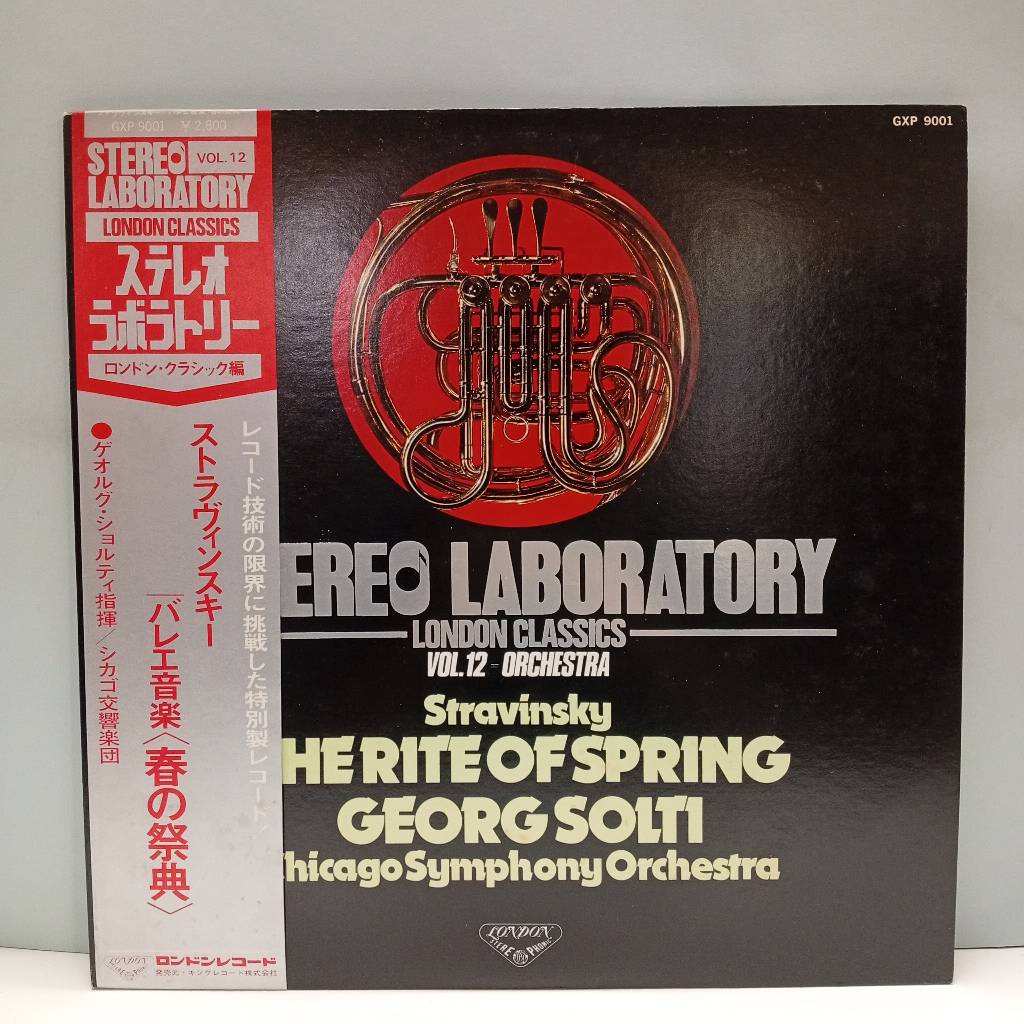 GXP 9001 ¥2,800
STEREO VOL.12
LABORATORY
LONDON CLASSICS
ステレオ
ラボラトリー
ロンドン・クラシック編
レコード技術の限界に挑戦した特別製レコード/
ストラヴィンスキー
バレエ音楽〈春の祭典〉
●ゲオルグ・ショルティ指揮/シカゴ交響楽団
ロンドンレコード
発売元・キングレコード株式会社
GXP 9001
EREO LABORATORY
LONDON CLASSICS
VOL.12 - ORCHESTRA
Stravinsky
HE RITE OF SPRING
GEORG SOLTI
hicago Symphony Orchestra
LONDON
STEREOPHONIC